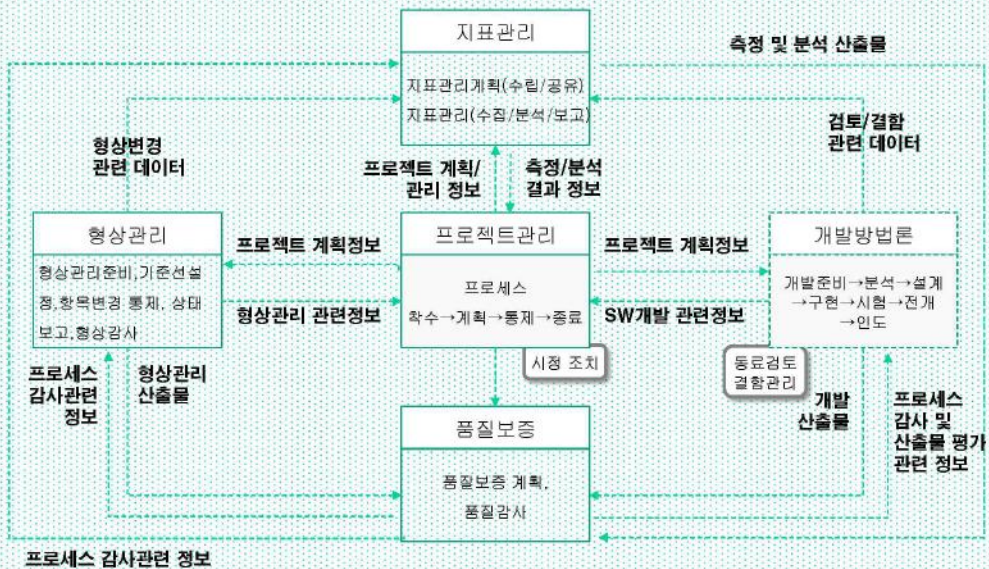 지표관리
측정 및 분석 산출물
지표관리계획(수립/공유)
지표관리(수집/분석/보고)
형상변경
관련 데이터
검토/결함
관련 데이터
프로젝트 계획/
관리 정보
측정/분석
결과 정보
형상관리
형상관리준비,기준선설
정,항목변경 통제, 상태
보고,형상감사
프로젝트 계획정보
형상관리 관련정보
프로젝트관리
프로세스
착수→계획→통제→종료
시정 조치
프로젝트 계획정보
SW개발 관련정보
개발방법론
개발준비→분석→설계
→구현→시험→전개
→인도
동료검토
결함관리
프로세스
감사관련
정보
형상관리
산출물
개발
산출물
프로세스
감사 및
산출물 평가
관련 정보
품질보증
품질보증 계획,
품질감사
프로세스 감사관련 정보